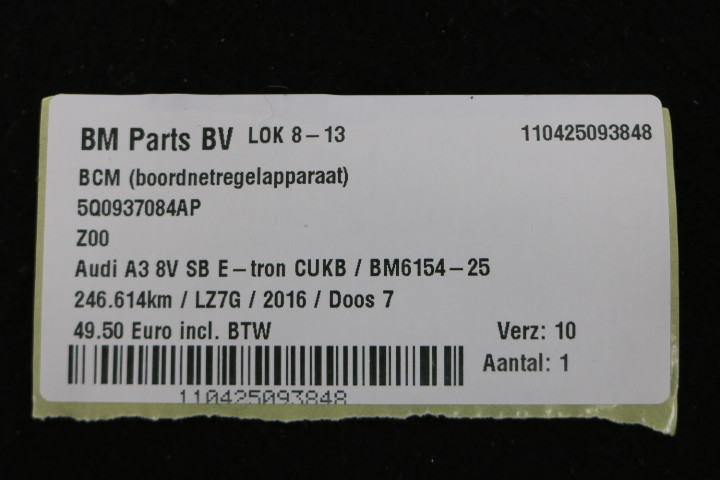 BM Parts BV LOK 8-13 110425093848
BCM (boordnetregelapparaat)
5Q0937084AP
Z00
Audi A3 8V SB E-tron CUKB / BM6154-25
246.614km / LZ7G / 2016 / Doos 7
49.50 Euro incl. BTW Verz: 10
Aantal: 1
110425093848